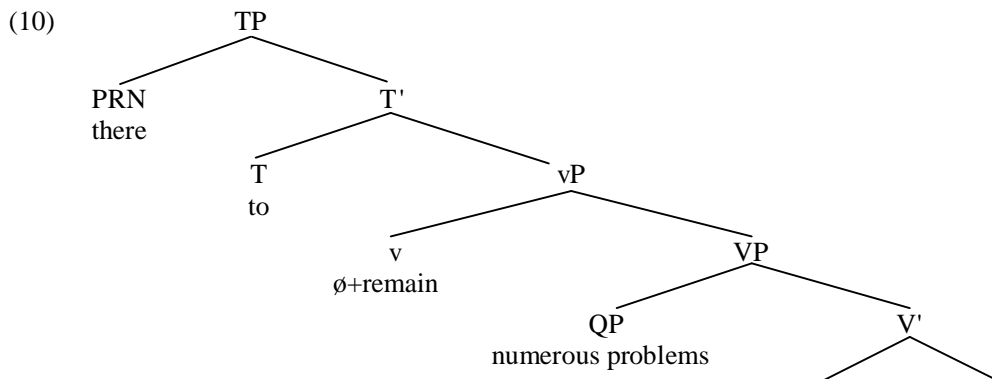 (10) TP
PRN T'
there
T vP
to
v VP
ø+remain
QP V'
numerous problems